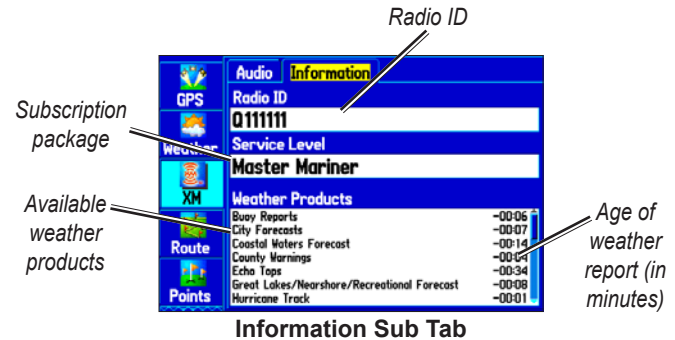 Radio ID
Audio Information
GPS
Radio ID
Q111111
Subscription package
Weather
Service Level
Master Mariner
XM
Weather Products
Available weather products
Buoy Reports -00:06
City Forecasts -00:07
Coastal Waters Forecast -00:14
County Warnings -00:04
Echo Tops -00:34
Great Lakes/Nearshore/Recreational Forecast -00:08
Hurricane Track -00:01
Route
Points
Age of weather report (in minutes)
Information Sub Tab